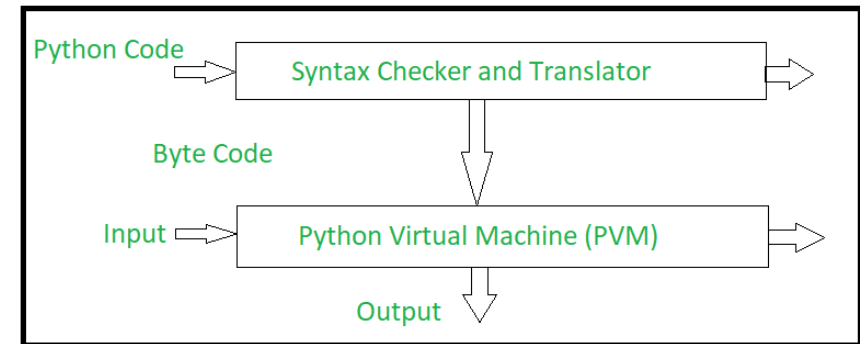 Python Code
Syntax Checker and Translator
Byte Code
Input
Python Virtual Machine (PVM)
Output